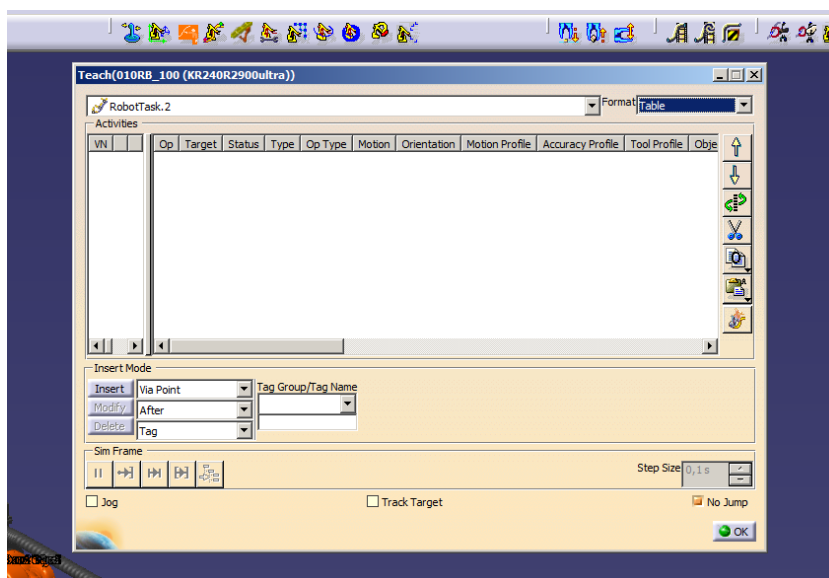 Teach(010RB_100 (KR240R2900ultra))
RobotTask.2 Format Table
Activities
VN Op Target Status Type Op Type Motion Orientation Motion Profile Accuracy Profile Tool Profile Obje
Insert Mode
Insert Via Point Tag Group/Tag Name
Modify After
Delete Tag
Sim Frame
Step Size 0,1 s
Jog Track Target No Jump
OK